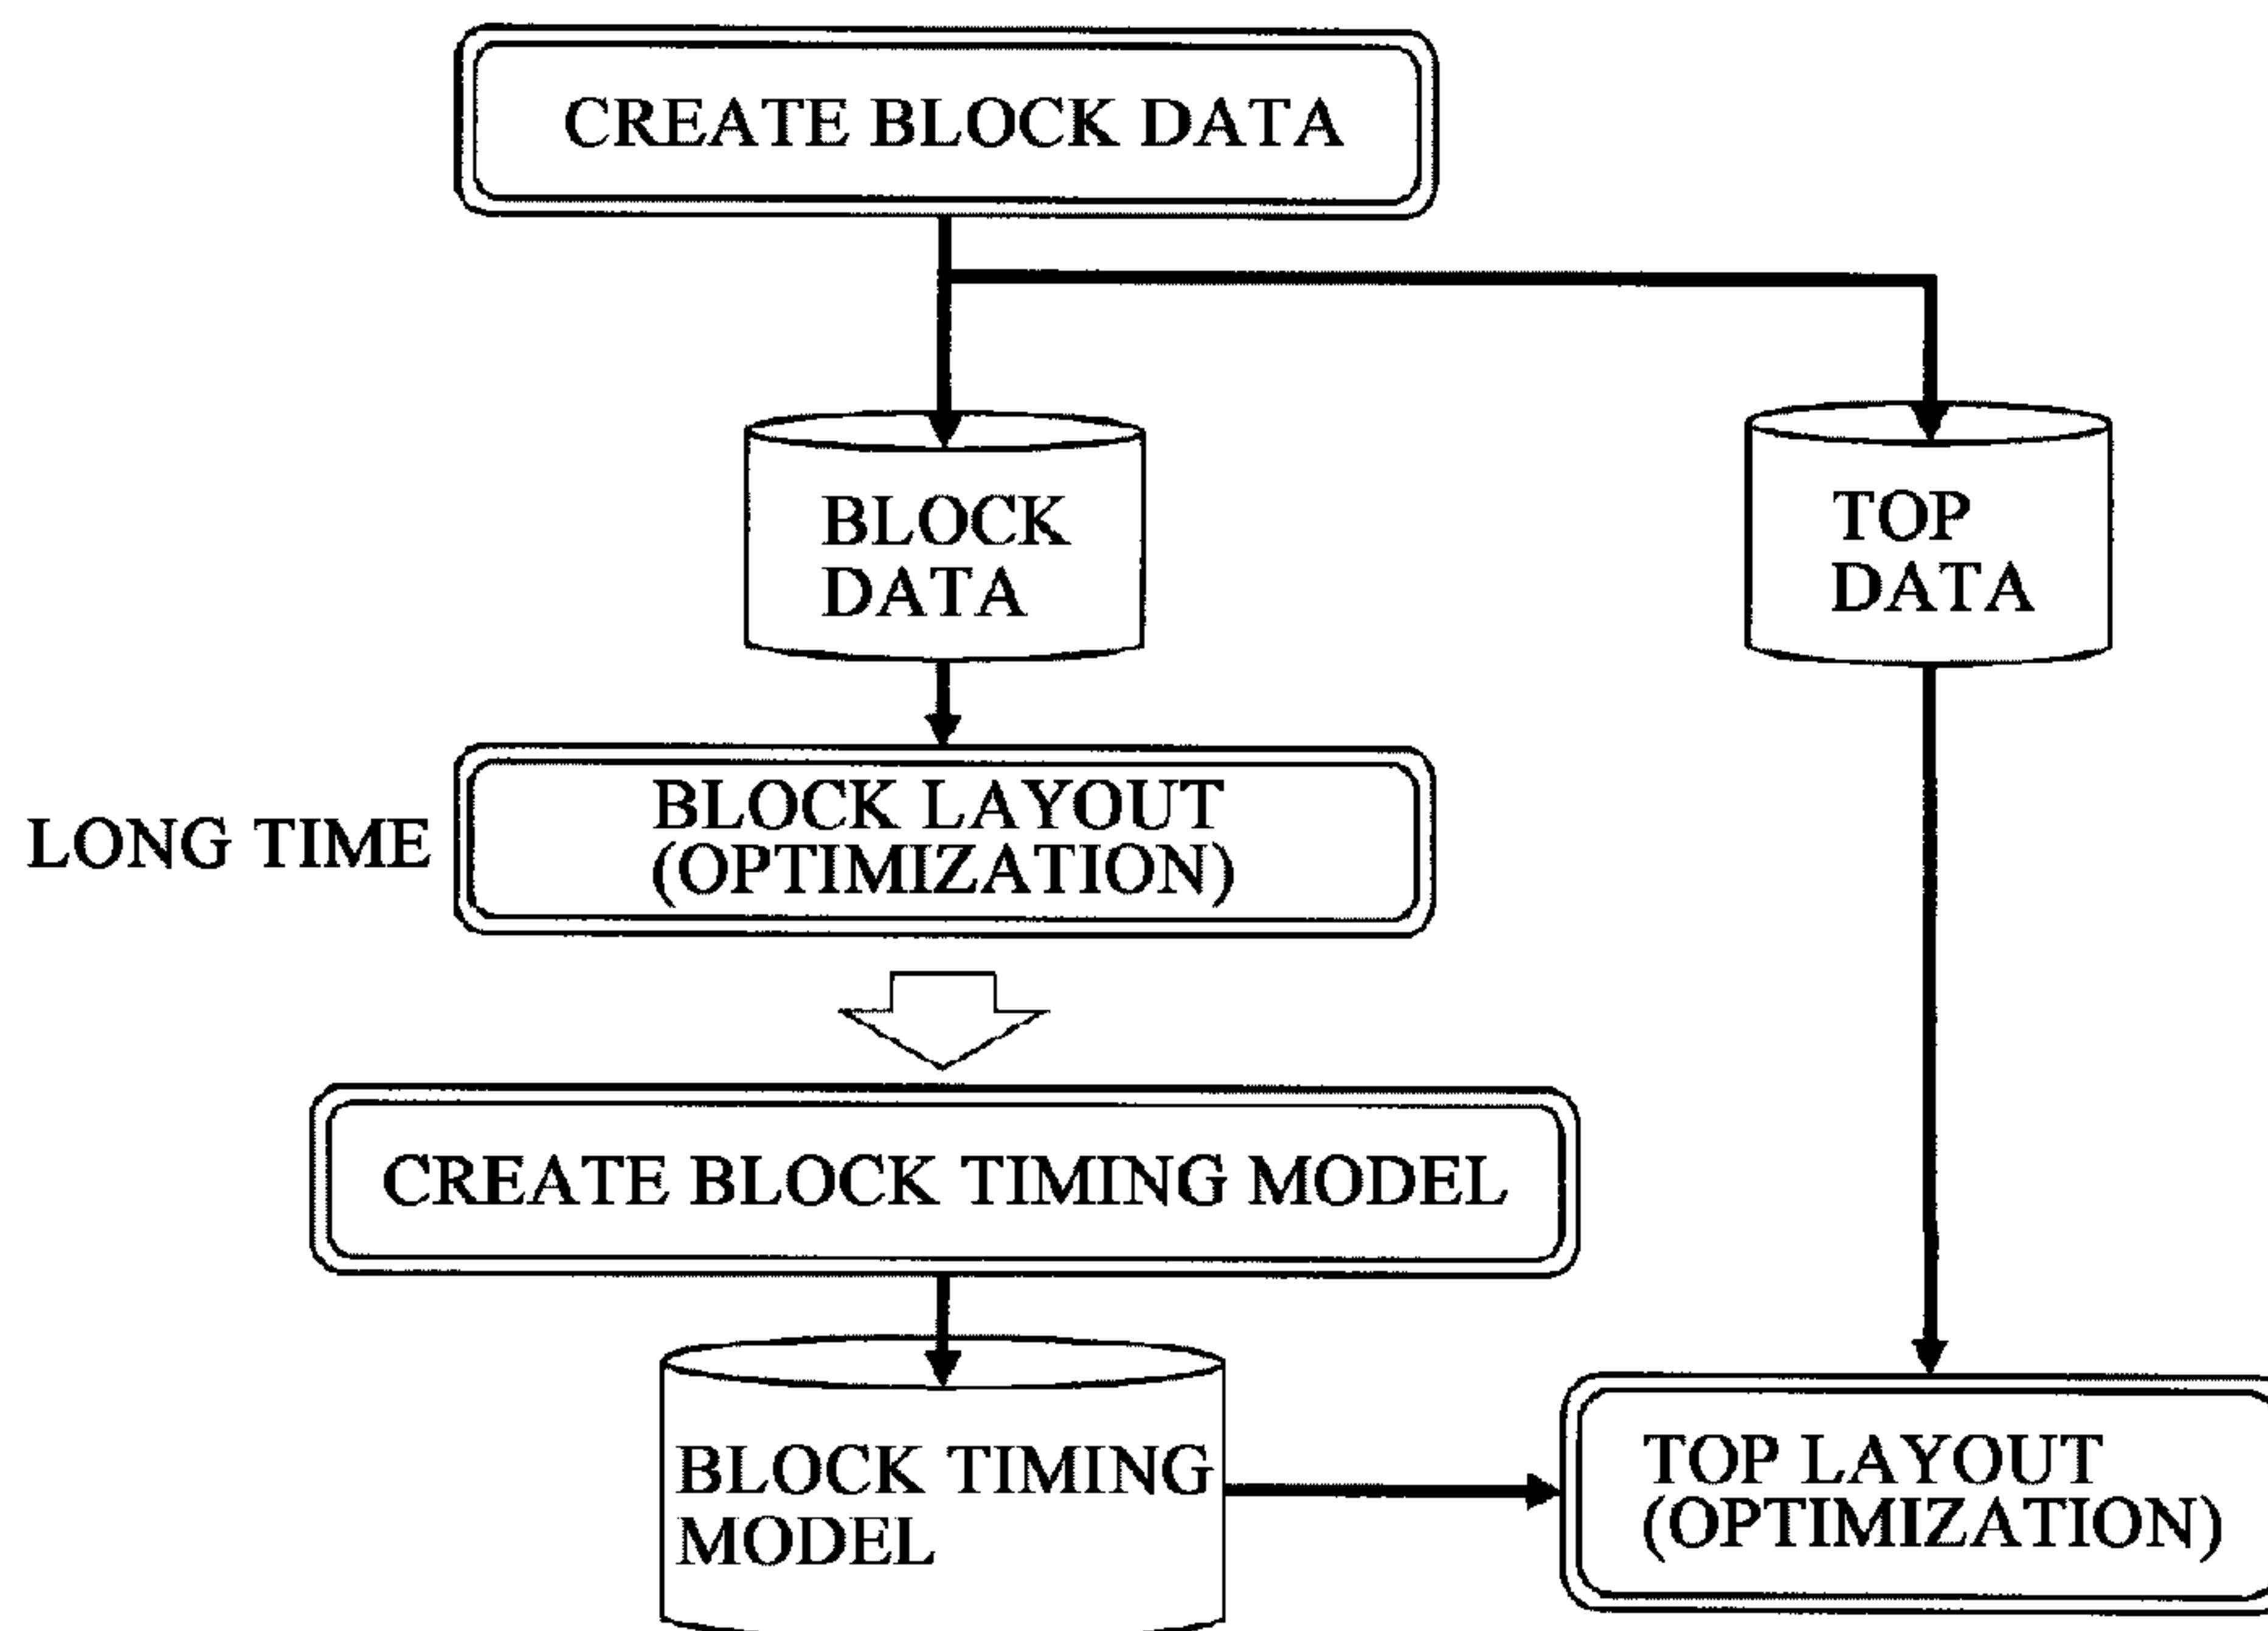 CREATE BLOCK DATA
BLOCK
DATA
TOP
DATA
LONG TIME
BLOCK LAYOUT
(OPTIMIZATION)
CREATE BLOCK TIMING MODEL
BLOCK TIMING
MODEL
TOP LAYOUT
(OPTIMIZATION)